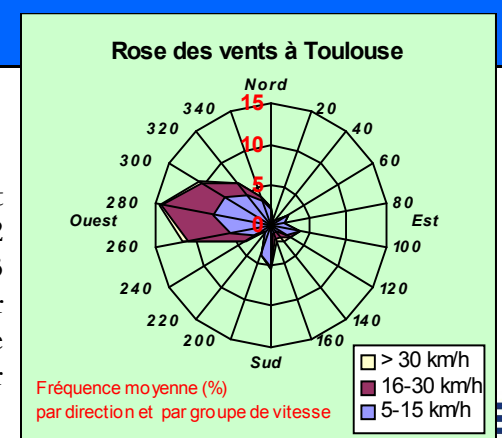 Rose des vents à Toulouse
Nord
15
10
5
0
20
40
60
80
Est
100
120
140
160
Sud
200
220
240
260
Ouest
280
300
320
340
Fréquence moyenne (%)
par direction et par groupe de vitesse
> 30 km/h
16-30 km/h
5-15 km/h